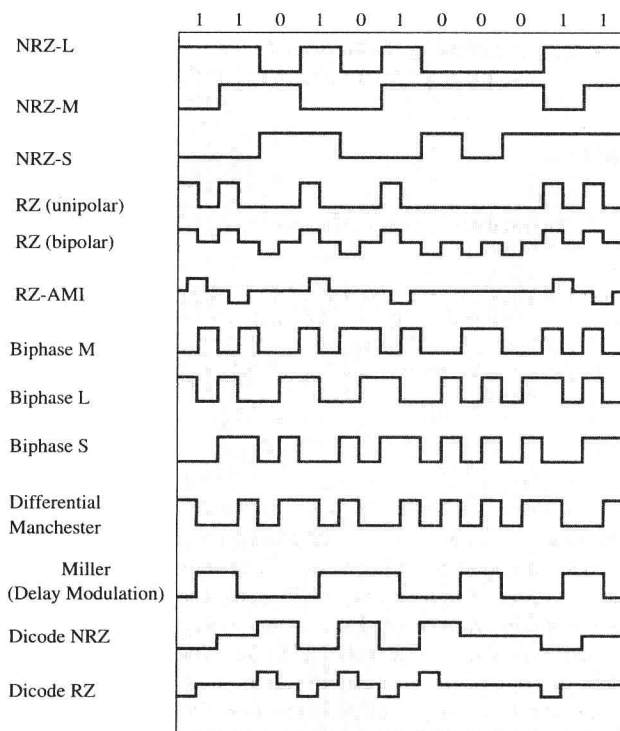 1 1 0 1 0 1 0 0 0 1 1
NRZ-L
NRZ-M
NRZ-S
RZ (unipolar)
RZ (bipolar)
RZ-AMI
Biphase M
Biphase L
Biphase S
Differential
Manchester
Miller
(Delay Modulation)
Dicode NRZ
Dicode RZ